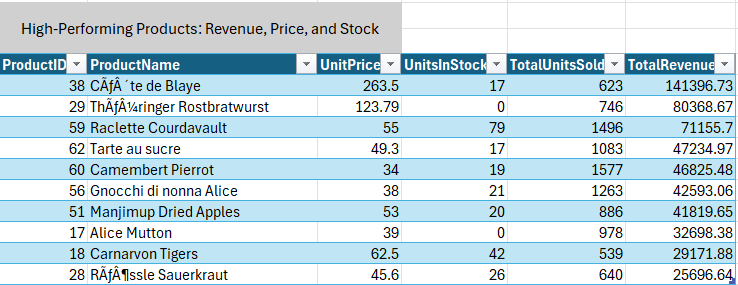 High-Performing Products: Revenue, Price, and Stock
ProductID ProductName UnitPrice UnitsInStock TotalUnitsSold TotalRevenue
38 CÃƒÂ´te de Blaye 263.5 17 623 141396.73
29 ThÃƒÂ¼ringer Rostbratwurst 123.79 0 746 80368.67
59 Raclette Courdavault 55 79 1496 71155.7
62 Tarte au sucre 49.3 17 1083 47234.97
60 Camembert Pierrot 34 19 1577 46825.48
56 Gnocchi di nonna Alice 38 21 1263 42593.06
51 Manjimup Dried Apples 53 20 886 41819.65
17 Alice Mutton 39 0 978 32698.38
18 Carnarvon Tigers 62.5 42 539 29171.88
28 RÃƒÂ¶ssle Sauerkraut 45.6 26 640 25696.64